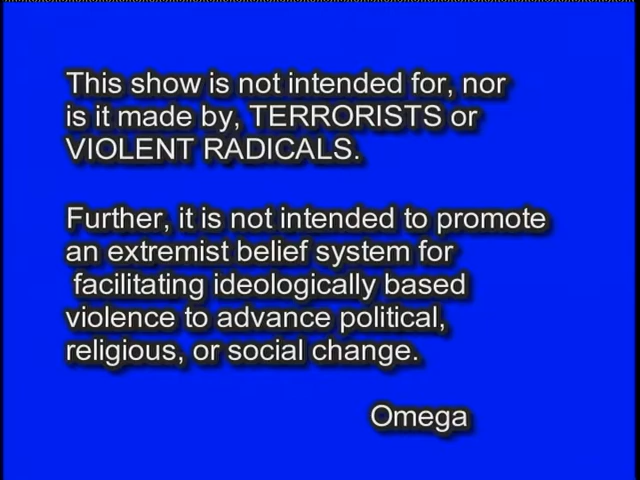 This show is not intended for, nor
is it made by, TERRORISTS or
VIOLENT RADICALS.
Further, it is not intended to promote
an extremist belief system for
facilitating ideologically based
violence to advance political,
religious, or social change.
Omega